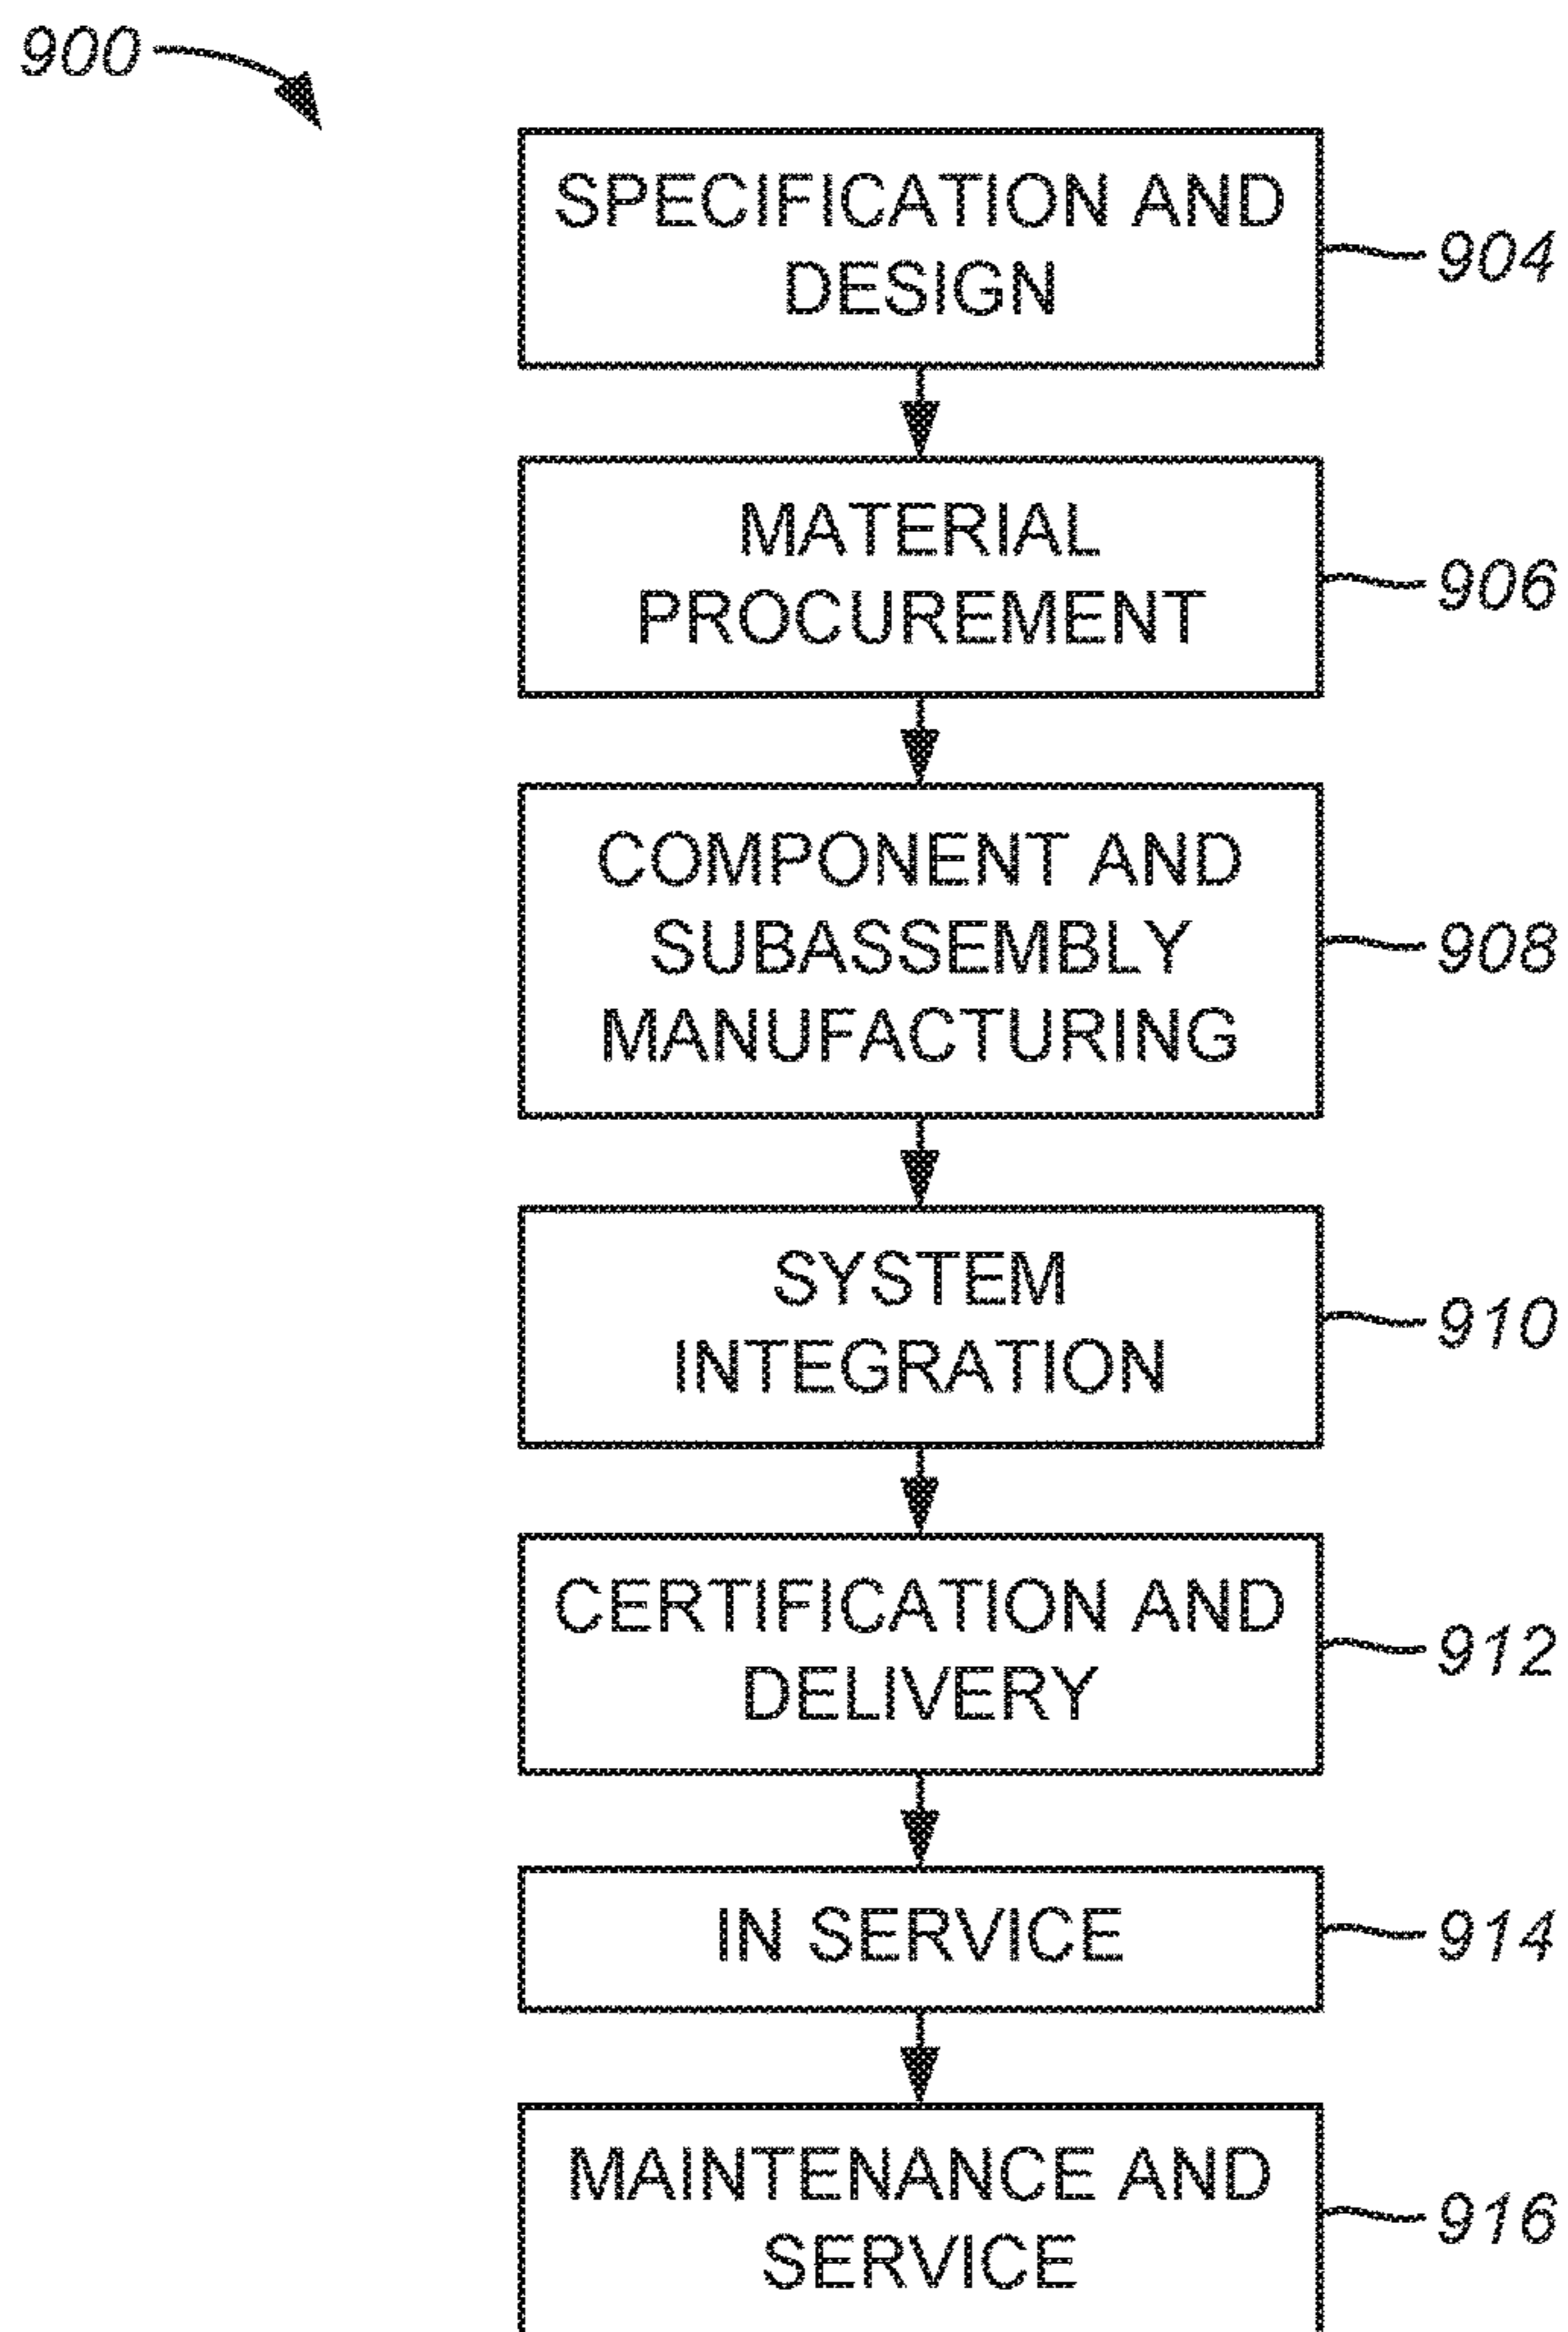 900
SPECIFICATION AND
DESIGN
904
MATERIAL
PROCUREMENT
906
COMPONENT AND
SUBASSEMBLY
MANUFACTURING
908
SYSTEM
INTEGRATION
910
CERTIFICATION AND
DELIVERY
912
IN SERVICE
914
MAINTENANCE AND
SERVICE
916